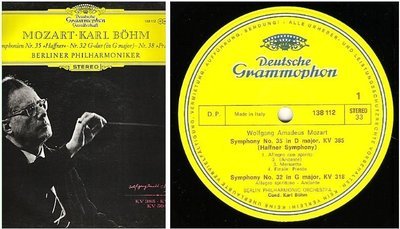 Deutsche
Grammophon
Gesellschaft
MOZART · KARL BÖHM
Nr. 35 »Haffner« · Nr. 32 G-dur (in G major) · Nr. 38
BERLINER PHILHARMONIKER
STEREO
Deutsche
Grammophon
1
D.P.
Made in Italy
138 112
STEREO
33
Wolfgang Amadeus Mozart
Symphony No. 35 in D major, KV 385
(Haffner Symphony)
1. Allegro con spirito
2. (Andante)
3. Menuetto
4. Finale: Presto
Symphony No. 32 in G major, KV 318
Allegro spiritoso - Andante
BERLIN PHILHARMONIC ORCHESTRA
Cond.: Karl Böhm